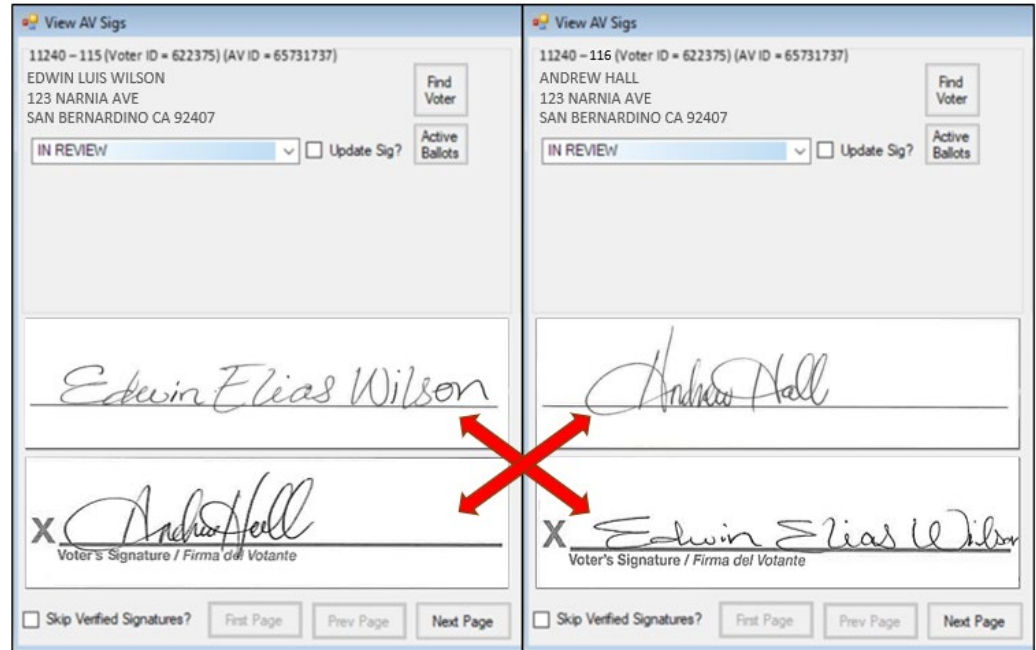 View AV Sigs
11240 – 115 (Voter ID = 622375) (AV ID = 65731737)
EDWIN LUIS WILSON
123 NARNIA AVE
SAN BERNARDINO CA 92407
Find
Voter
IN REVIEW
Update Sig?
Active
Ballots
Edwin Elias Wilson
Andrew Hall
X
Voter's Signature / Firma del Votante
Skip Verified Signatures?
First Page
Prev Page
Next Page
View AV Sigs
11240 – 116 (Voter ID = 622375) (AV ID = 65731737)
ANDREW HALL
123 NARNIA AVE
SAN BERNARDINO CA 92407
Find
Voter
IN REVIEW
Update Sig?
Active
Ballots
Andrew Hall
X Edwin Elias Wilson
Voter's Signature / Firma del Votante
Skip Verified Signatures?
First Page
Prev Page
Next Page